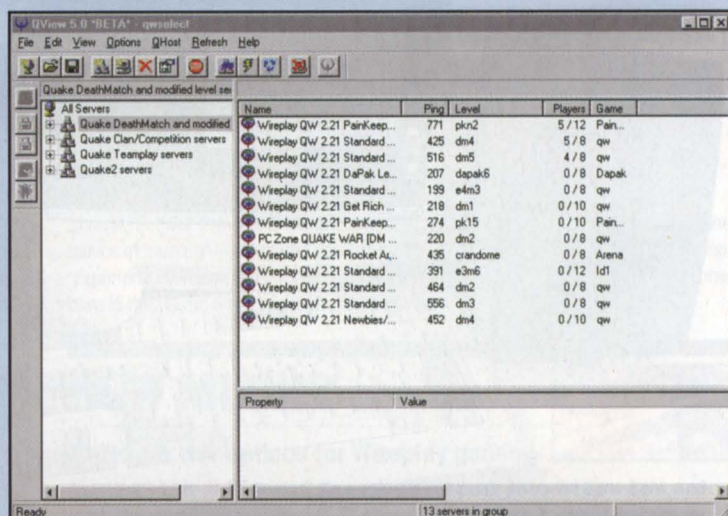 QView 5.0 *BETA* - qwselect
File Edit View Options QHost Refresh Help
Quake DeathMatch and modified level ser
All Servers
Quake DeathMatch and modified
Quake Clan/Competition servers
Quake Teamplay servers
Quake2 servers
Name Ping Level Players Game
Wireplay QW 2.21 PainKeep... 771 pkn2 5 / 12 Pain...
Wireplay QW 2.21 Standard ... 425 dm4 5 / 8 qw
Wireplay QW 2.21 Standard ... 516 dm5 4 / 8 qw
Wireplay QW 2.21 DaPak Le... 207 dapak6 0 / 8 Dapak
Wireplay QW 2.21 Standard ... 199 e4m3 0 / 8 qw
Wireplay QW 2.21 Get Rich ... 218 dm1 0 / 10 qw
Wireplay QW 2.21 PainKeep... 274 pk15 0 / 10 Pain...
PC Zone QUAKE WAR [DM ... 220 dm2 0 / 8 qw
Wireplay QW 2.21 Rocket Ar... 435 crandome 0 / 8 Arena
Wireplay QW 2.21 Standard ... 391 e3m6 0 / 12 Id1
Wireplay QW 2.21 Standard ... 464 dm2 0 / 8 qw
Wireplay QW 2.21 Standard ... 556 dm3 0 / 8 qw
Wireplay QW 2.21 Newbies/... 452 dm4 0 / 10 qw
Property Value
Ready 13 servers in group